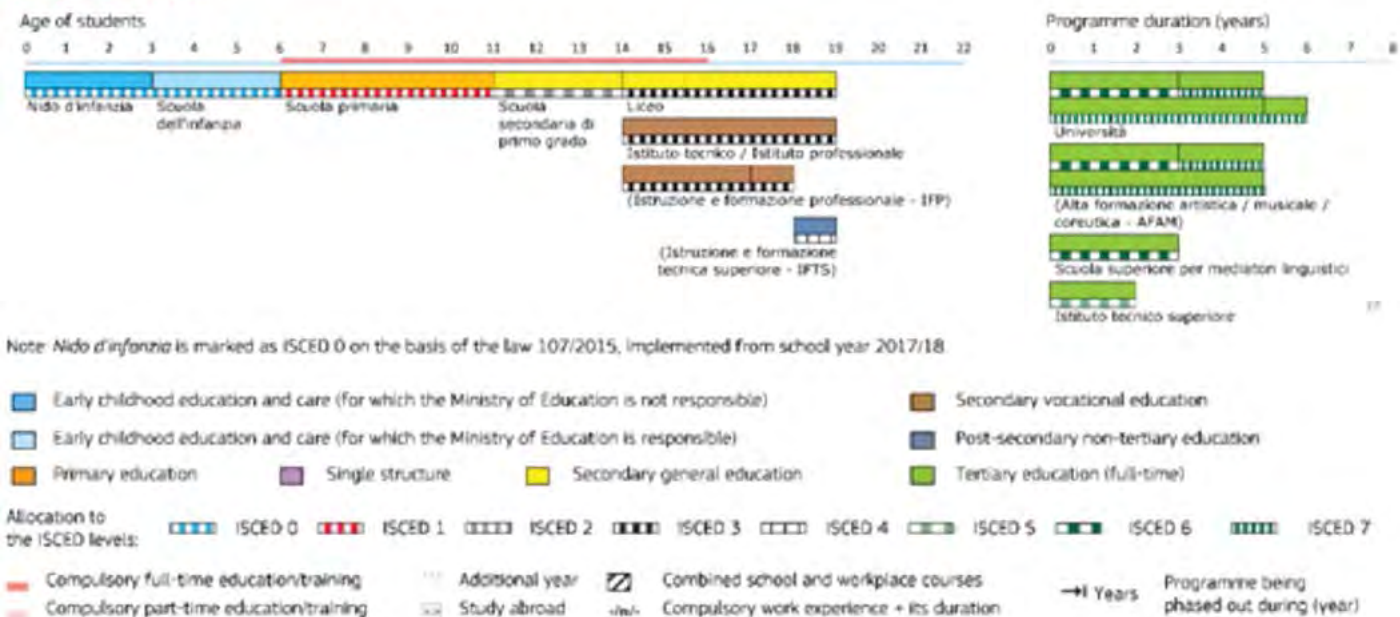 Age of students
0 1 2 3 4 5 6 7 8 9 10 11 12 13 14 15 16 17 18 19 20 21 22
Nido d'infanzia
Scuola dell'infanzia
Scuola primaria
Scuola secondaria di primo grado
Liceo
Istituto tecnico / Istituto professionale
(Istruzione e formazione professionale - IFP)
(Istruzione e formazione
tecnica superiore - IFTS)
Programme duration (years)
0 1 2 3 4 5 6 7 8
Università
(Alta formazione artistica / musicale /
coreutica - AFAM)
Scuola superiore per mediatori linguistici
Istituto tecnico superiore
Note: Nido d'infanzia is marked as ISCED 0 on the basis of the law 107/2015, implemented from school year 2017/18.
Early childhood education and care (for which the Ministry of Education is not responsible)
Secondary vocational education
Early childhood education and care (for which the Ministry of Education is responsible)
Post-secondary non-tertiary education
Primary education
Single structure
Secondary general education
Tertiary education (full-time)
Allocation to
the ISCED levels:
ISCED 0
ISCED 1
ISCED 2
ISCED 3
ISCED 4
ISCED 5
ISCED 6
ISCED 7
Compulsory full-time education/training
Additional year
Combined school and workplace courses
Years
Programme being
phased out during (year)
Compulsory part-time education/training
Study abroad
-/n/-
Compulsory work experience + its duration